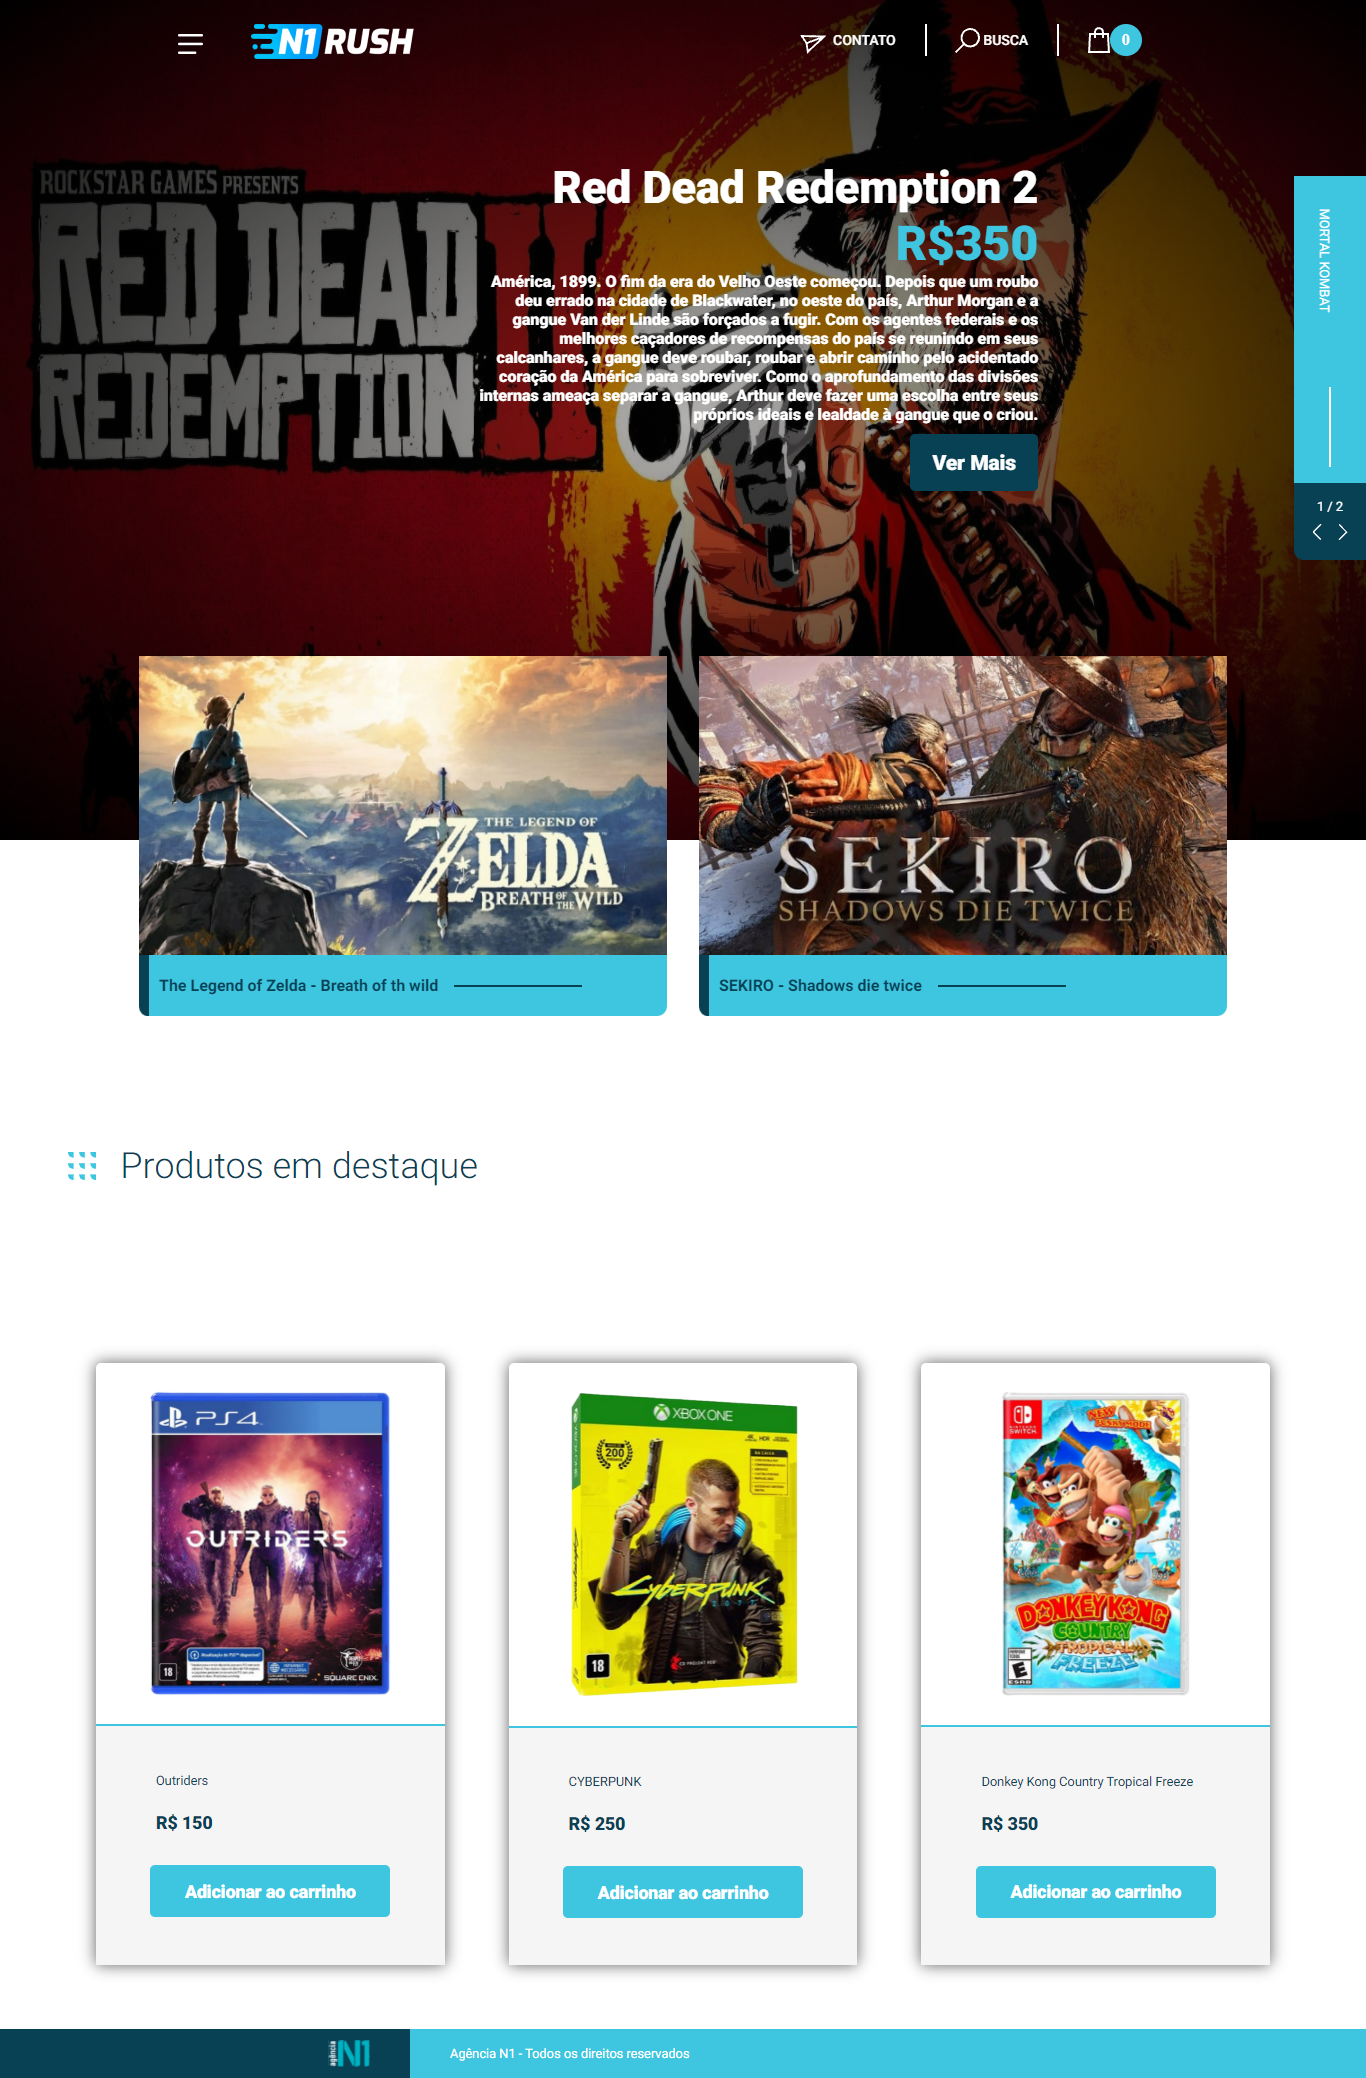 N1 RUSH
CONTATO
BUSCA
0
ROCKSTAR GAMES PRESENTS
RED DEAD
REDEMPTION II
Red Dead Redemption 2
R$350
América, 1899. O fim da era do Velho Oeste começou. Depois que um roubo
deu errado na cidade de Blackwater, no oeste do país, Arthur Morgan e a
gangue Van der Linde são forçados a fugir. Com os agentes federais e os
melhores caçadores de recompensas do país se reunindo em seus
calcanhares, a gangue deve roubar, roubar e abrir caminho pelo acidentado
coração da América para sobreviver. Como o aprofundamento das divisões
internas ameaça separar a gangue, Arthur deve fazer uma escolha entre seus
próprios ideais e lealdade à gangue que o criou.
Ver Mais
MORTAL KOMBAT
1 / 2
THE LEGEND OF
ZELDA
BREATH OF THE WILD
The Legend of Zelda - Breath of th wild
SEKIRO
SHADOWS DIE TWICE
SEKIRO - Shadows die twice
Produtos em destaque
PS4
OUTRIDERS
18
SQUARE ENIX
Outriders
R$ 150
Adicionar ao carrinho
XBOX ONE
200
Cyberpunk
2077
18
CD PROJEKT RED
CYBERPUNK
R$ 250
Adicionar ao carrinho
NINTENDO
SWITCH
NEW
FUNKY MODE
DONKEY KONG
COUNTRY
TROPICAL
FREEZE
E
ESRB
Donkey Kong Country Tropical Freeze
R$ 350
Adicionar ao carrinho
agência N1
Agência N1 - Todos os direitos reservados